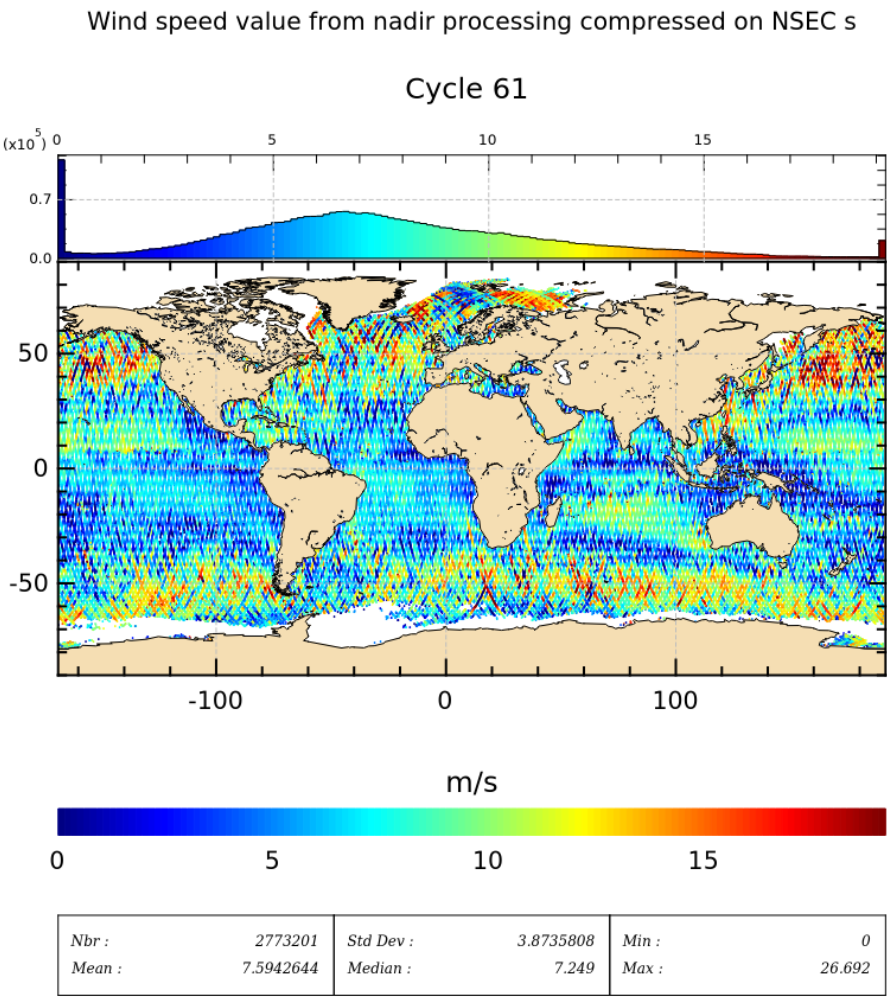 Wind speed value from nadir processing compressed on NSEC s
Cycle 61
(x10^5) 0 5 10 15
0.7
0.0
50
0
-50
-100 0 100
m/s
0 5 10 15
Nbr : 2773201 Std Dev : 3.8735808 Min : 0
Mean : 7.5942644 Median : 7.249 Max : 26.692